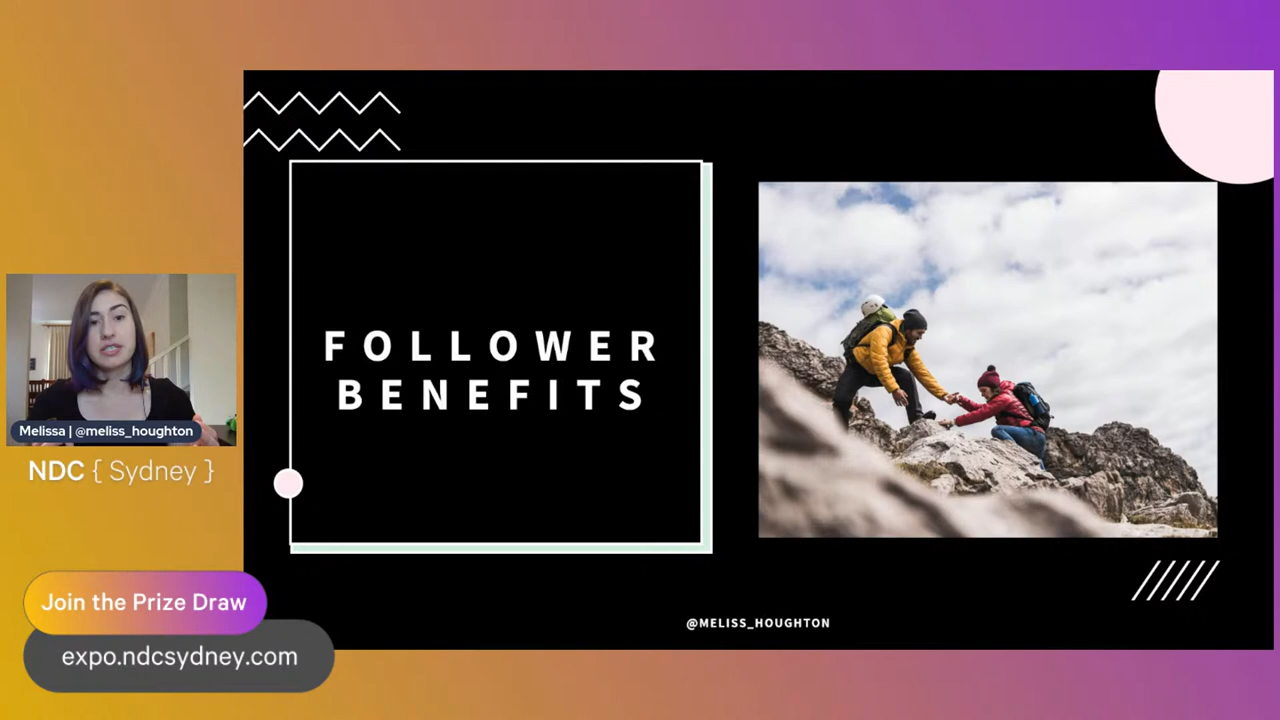 FOLLOWER
BENEFITS
@MELISS_HOUGHTON
Melissa | @meliss_houghton
NDC { Sydney }
Join the Prize Draw
expo.ndcsydney.com